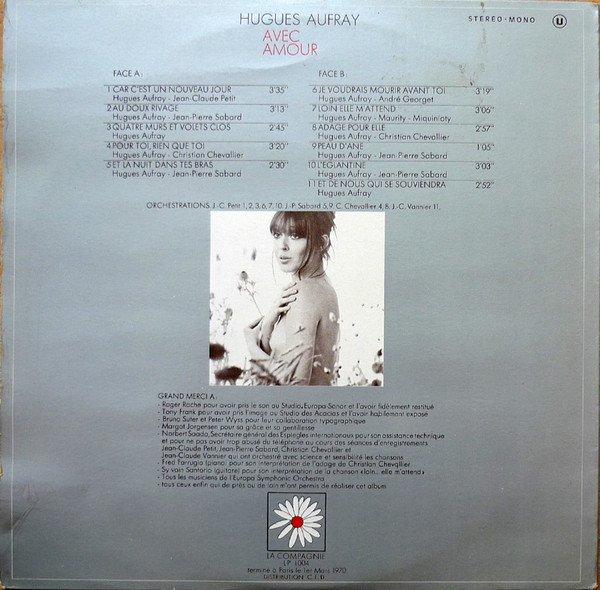 HUGUES AUFRAY
AVEC
AMOUR
STEREO-MONO U
FACE A:
1 CAR C'EST UN NOUVEAU JOUR 3'35"
Hugues Aufray - Jean-Claude Petit
2 AU DOUX RIVAGE 3'13"
Hugues Aufray - Jean-Pierre Sabard
3 QUATRE MURS ET VOLETS CLOS 2'45"
Hugues Aufray
4 POUR TOI, RIEN QUE TOI 3'20"
Hugues Aufray - Christian Chevallier
5 ET LA NUIT DANS TES BRAS 2'30"
Hugues Aufray - Jean-Pierre Sabard
FACE B:
6 JE VOUDRAIS MOURIR AVANT TOI 3'19"
Hugues Aufray - André Georget
7 LOIN ELLE M'ATTEND 3'06"
Hugues Aufray - Maurity -
8 ADAGE POUR ELLE 2'57"
Hugues Aufray - Christian Chevallier
9 PEAU D'ANE 1'05"
Hugues Aufray - Jean-Pierre Sabard
10 L'EGLANTINE 3'03"
Hugues Aufray - Jean-Pierre Sabard
11 ET DE NOUS QUI SE SOUVIENDRA 2'52"
Hugues Aufray
ORCHESTRATIONS. J.-C. Petit 1, 2, 3, 6, 7, 10. J.-P. Sabard 5, 9, C. Chevallier 4, 8. J.-C. Vannier 11.
GRAND MERCI A:
- Roger Roche pour avoir pris le son au Studio Europa-Sonor et l'avoir fidèlement restitué
- Tony Frank pour avoir pris l'image au Studio des Acacias et l'avoir habilement exposé
- Bruno Suter et Peter Wyss pour leur collaboration typographique
- Margot Jorgensen pour sa grâce et sa gentillesse
- Norbert Saada, Secrétaire général des Espingles internationaux pour son assistance technique
et pour ne pas avoir trop abusé du téléphone au cours des séances d'enregistrements
- Jean-Claude Petit, Jean-Pierre Sabard, Christian Chevallier et
Jean-Claude Vannier qui ont orchestré avec science et sensibilité les chansons
- Fred Farrugia (piano) pour son interprétation de l'adage de Christian Chevallier
- Sylvain Santorio (guitare) pour son interprétation de la chanson «loin.. elle m'attend»
- Tous les musiciens de l'Europa Symphonic Orchestra
- tous ceux enfin qui de près ou de loin m'ont permis de réaliser cet album
LA COMPAGNIE
LP 1004
terminé à Paris le 1er Mars 1970
DISTRIBUTION C.E.D.